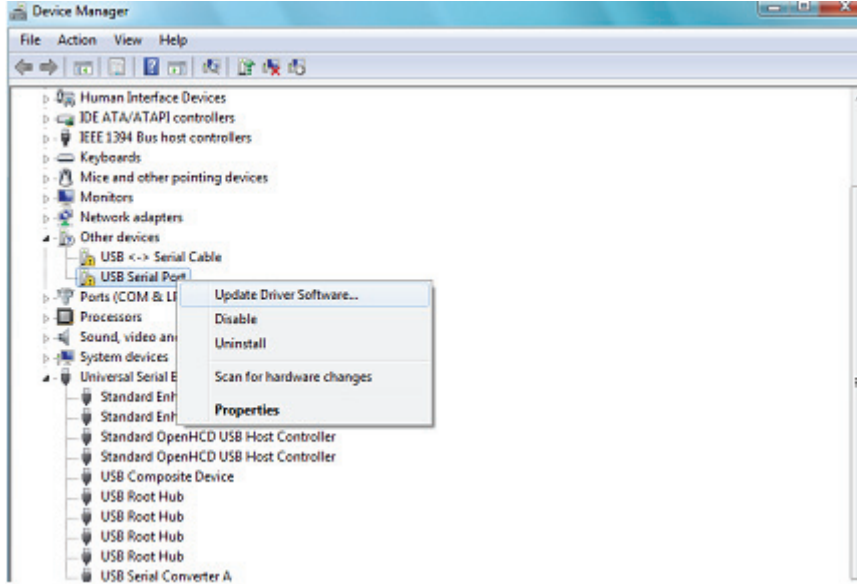 Device Manager
File Action View Help
Human Interface Devices
IDE ATA/ATAPI controllers
IEEE 1394 Bus host controllers
Keyboards
Mice and other pointing devices
Monitors
Network adapters
Other devices
USB <-> Serial Cable
USB Serial Port
Update Driver Software...
Ports (COM & LP
Disable
Processors
Uninstall
Sound, video an
System devices
Scan for hardware changes
Universal Serial B
Standard Enh
Properties
Standard Enh
Standard OpenHCD USB Host Controller
Standard OpenHCD USB Host Controller
USB Composite Device
USB Root Hub
USB Root Hub
USB Root Hub
USB Root Hub
USB Serial Converter A